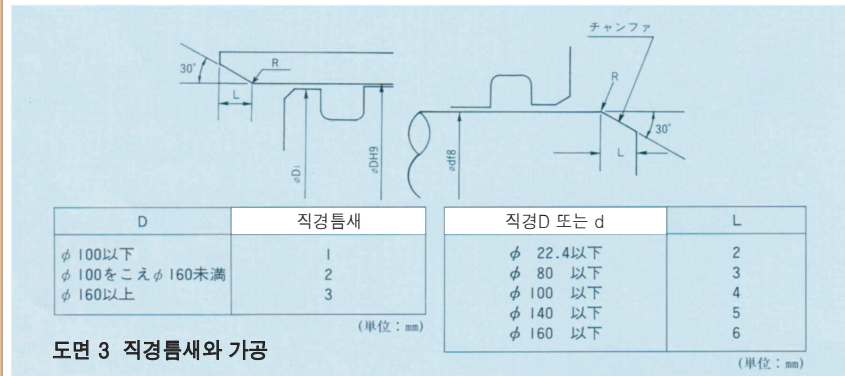 チャンファ
30°
R
L
φDi
φDH9
φdf8
R
30°
L
D 직경틈새
φ 100以下 1
φ 100をこえφ 160未満 2
φ 160以上 3
(単位：mm)
직경D 또는 d L
φ 22.4以下 2
φ 80 以下 3
φ 100 以下 4
φ 140 以下 5
φ 160 以下 6
(単位：mm)
도면 3 직경틈새와 가공